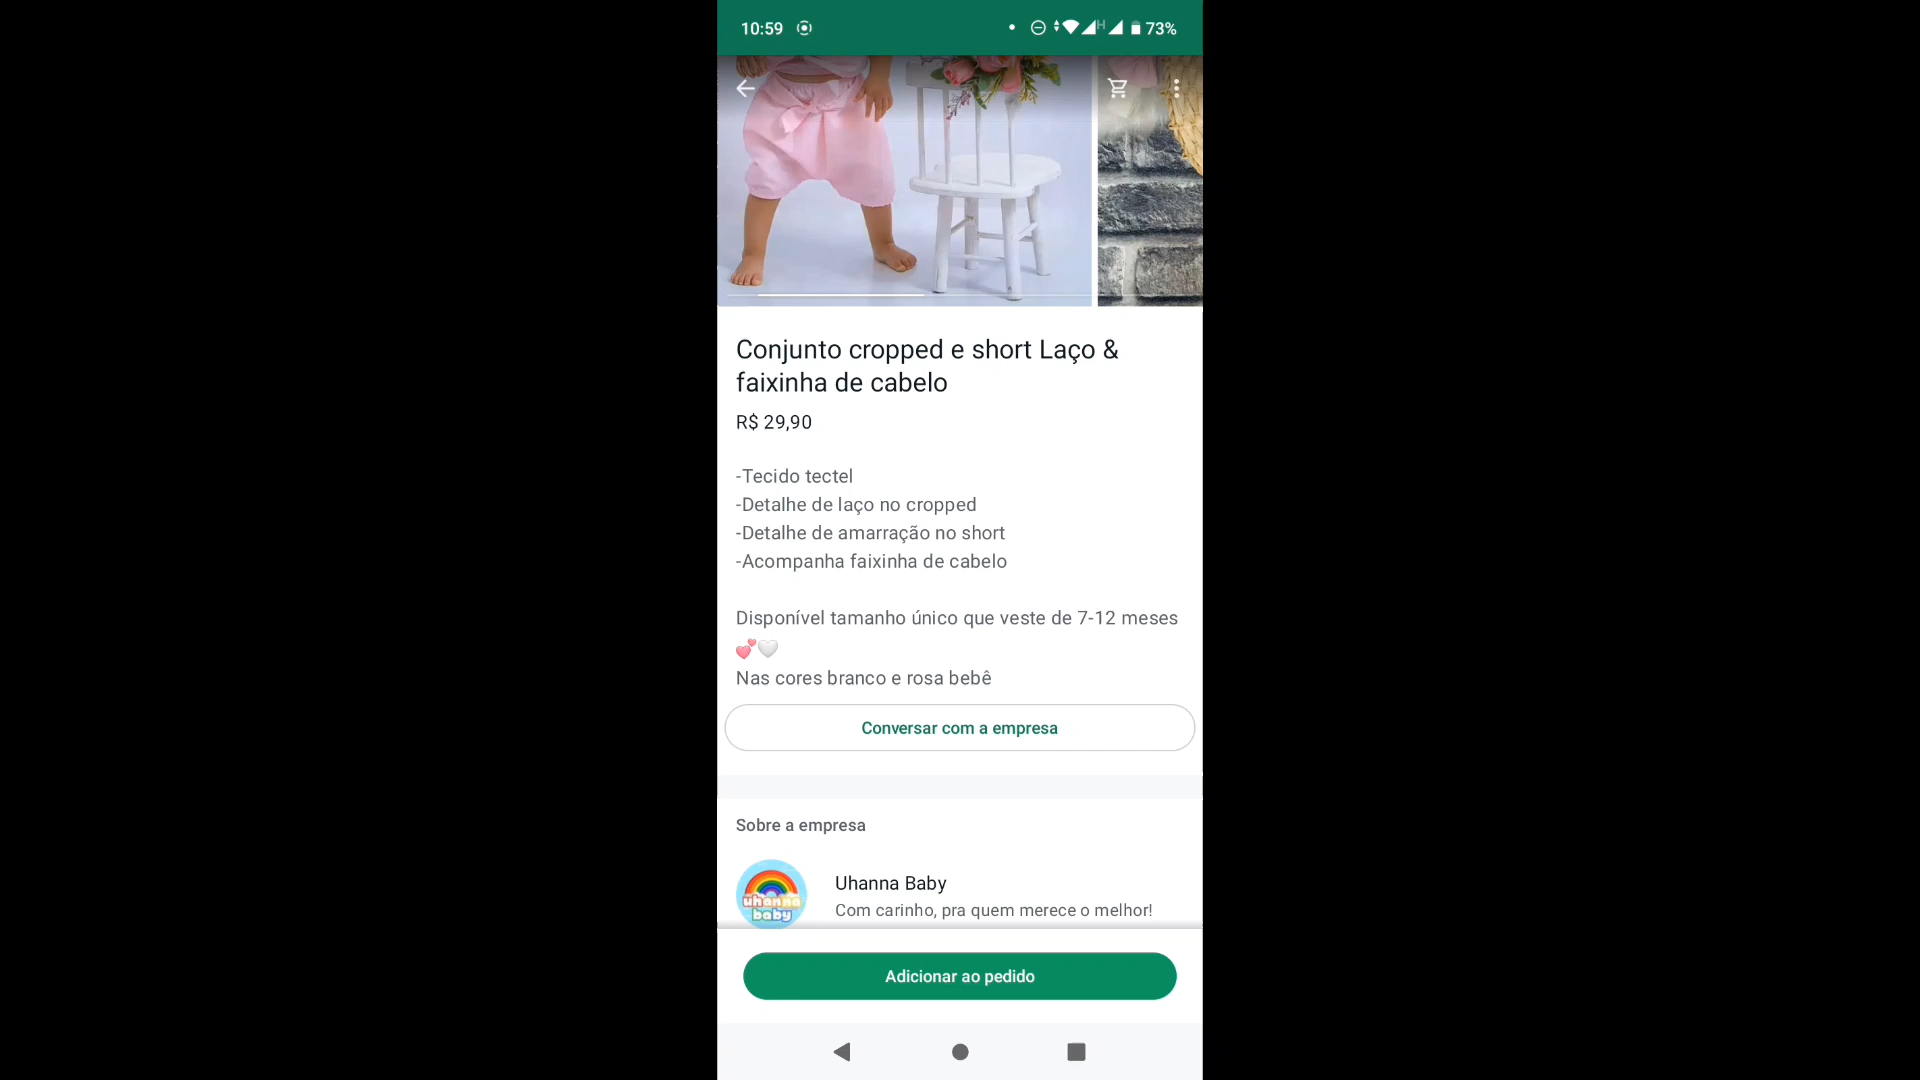 10:59
H
73%
Conjunto cropped e short Laço &
faixinha de cabelo
R$ 29,90
-Tecido tectel
-Detalhe de laço no cropped
-Detalhe de amarração no short
-Acompanha faixinha de cabelo
Disponível tamanho único que veste de 7-12 meses
💕🤍
Nas cores branco e rosa bebê
Conversar com a empresa
Sobre a empresa
uhanna
baby
Uhanna Baby
Com carinho, pra quem merece o melhor!
Adicionar ao pedido